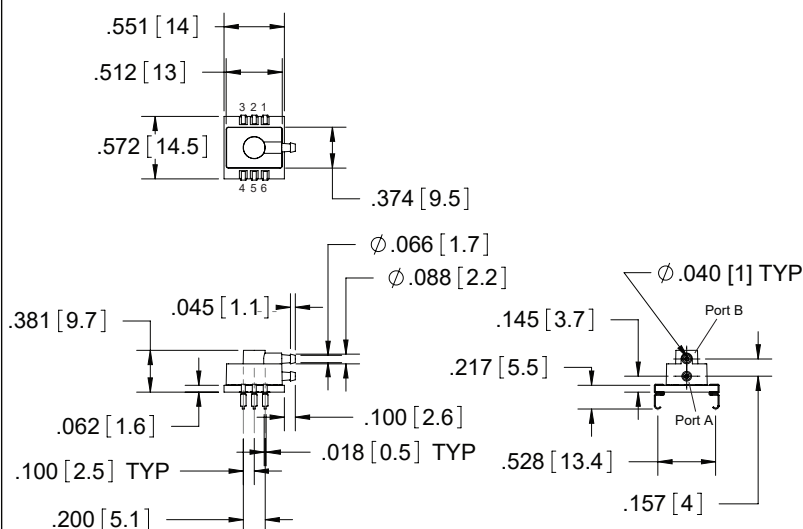 .551 [14]
.512 [13]
3 2 1
.572 [14.5]
4 5 6
.374 [9.5]
∅ .066 [1.7]
∅ .088 [2.2]
.045 [1.1]
.381 [9.7]
.062 [1.6]
.100 [2.6]
.018 [0.5] TYP
.100 [2.5] TYP
.200 [5.1]
∅ .040 [1] TYP
Port B
.145 [3.7]
.217 [5.5]
Port A
.528 [13.4]
.157 [4]